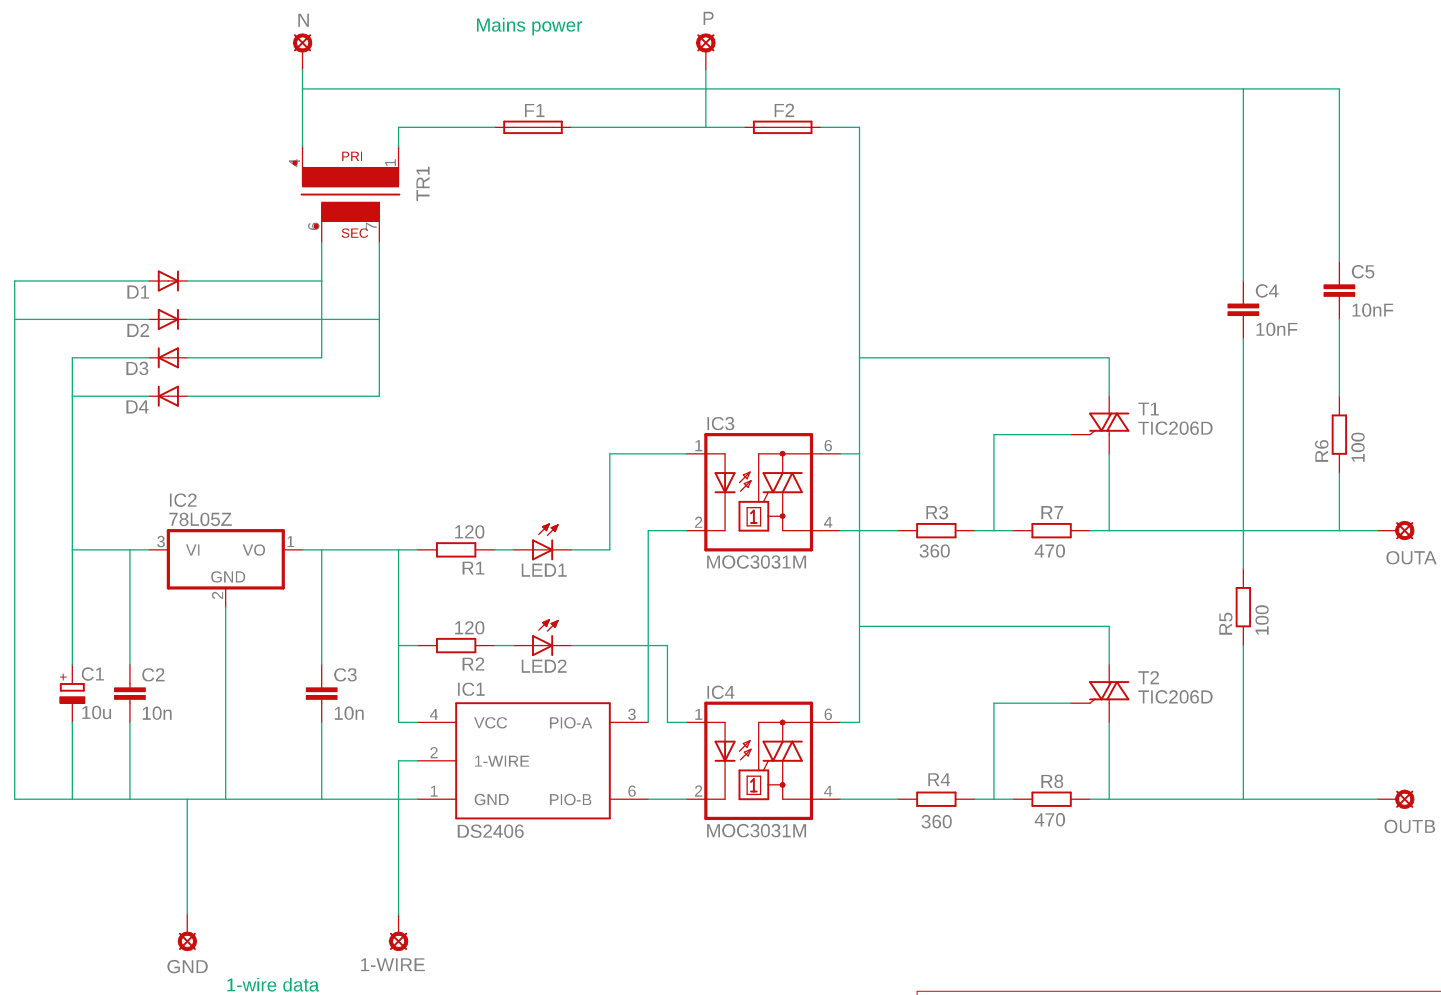 N
Mains power
P
F1
F2
4
PRI
1
TR1
6
SEC
7
D1
D2
D3
D4
C4
10nF
C5
10nF
T1
TIC206D
R6
100
IC3
1
6
2
4
1
MOC3031M
IC2
78L05Z
3
VI
VO
1
GND
2
120
R1
LED1
R3
360
R7
470
OUTA
120
R2
LED2
R5
100
C1
+
10u
C2
10n
C3
10n
IC1
4
VCC
PIO-A
3
2
1-WIRE
1
GND
PIO-B
6
DS2406
IC4
1
6
2
4
1
MOC3031M
T2
TIC206D
R4
360
R8
470
OUTB
GND
1-WIRE
1-wire data